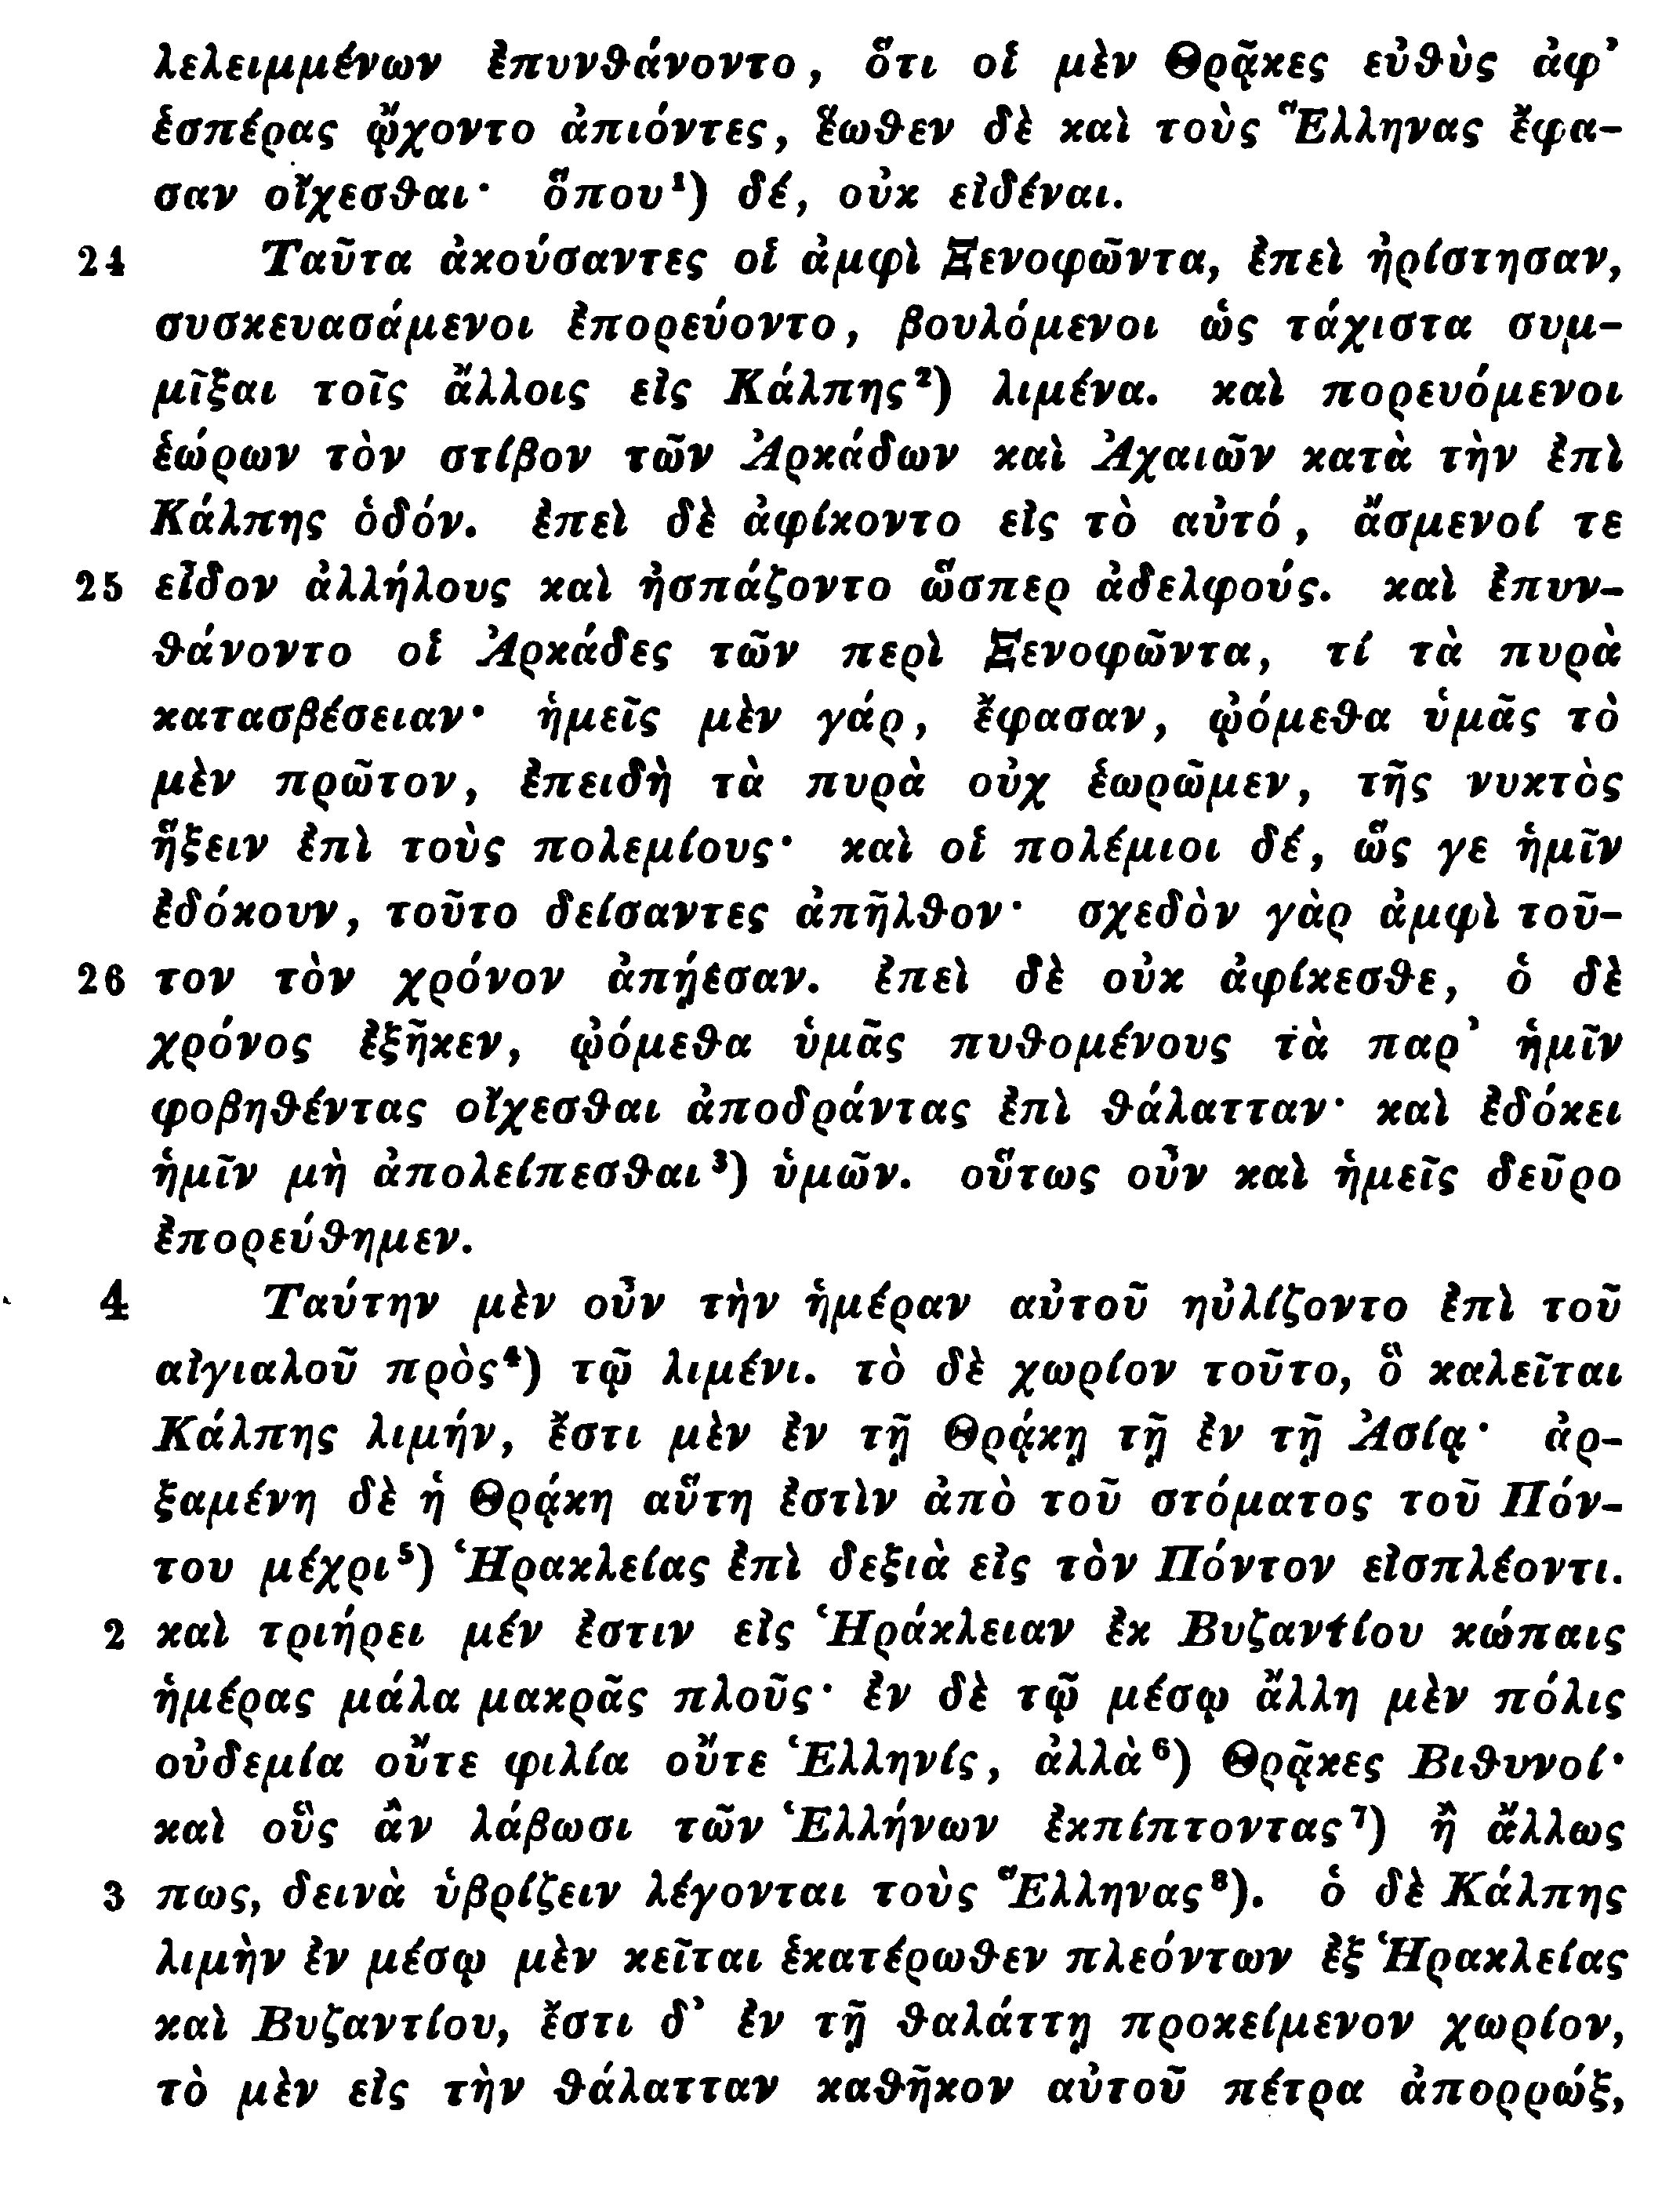 λελειμμένων ἐπυνθάνοντο, ὅτι οἱ μὲν Θρᾷκες εὐθὺς ἀφ’
ἑσπέρας ᾤχοντο ἀπιόντες, ἕωθεν δὲ καὶ τοὺς Ἕλληνας ἔφα-
σαν οἴχεσθαι· ὅπου¹) δέ, οὐκ εἰδέναι.
24 Ταῦτα ἀκούσαντες οἱ ἀμφὶ Ξενοφῶντα, ἐπεὶ ἠρίστησαν,
συσκευασάμενοι ἐπορεύοντο, βουλόμενοι ὡς τάχιστα συμ-
μῖξαι τοῖς ἄλλοις εἰς Κάλπης²) λιμένα. καὶ πορευόμενοι
ἑώρων τὸν στίβον τῶν Ἀρκάδων καὶ Ἀχαιῶν κατὰ τὴν ἐπὶ
Κάλπης ὁδόν. ἐπεὶ δὲ ἀφίκοντο εἰς τὸ αὐτό, ἄσμενοί τε
25 εἶδον ἀλλήλους καὶ ἠσπάζοντο ὥσπερ ἀδελφούς. καὶ ἐπυν-
θάνοντο οἱ Ἀρκάδες τῶν περὶ Ξενοφῶντα, τί τὰ πυρὰ
κατασβέσειαν· ἡμεῖς μὲν γάρ, ἔφασαν, ᾠόμεθα ὑμᾶς τὸ
μὲν πρῶτον, ἐπειδὴ τὰ πυρὰ οὐχ ἑωρῶμεν, τῆς νυκτὸς
ἥξειν ἐπὶ τοὺς πολεμίους· καὶ οἱ πολέμιοι δέ, ὥς γε ἡμῖν
ἐδόκουν, τοῦτο δείσαντες ἀπῆλθον· σχεδὸν γὰρ ἀμφὶ τοῦ-
26 τον τὸν χρόνον ἀπῄεσαν. ἐπεὶ δὲ οὐκ ἀφίκεσθε, ὁ δὲ
χρόνος ἐξῆκεν, ᾠόμεθα ὑμᾶς πυθομένους τὰ παρ’ ἡμῖν
φοβηθέντας οἴχεσθαι ἀποδράντας ἐπὶ θάλατταν· καὶ ἐδόκει
ἡμῖν μὴ ἀπολείπεσθαι³) ὑμῶν. οὕτως οὖν καὶ ἡμεῖς δεῦρο
ἐπορεύθημεν.
4 Ταύτην μὲν οὖν τὴν ἡμέραν αὐτοῦ ηὐλίζοντο ἐπὶ τοῦ
αἰγιαλοῦ πρὸς⁴) τῷ λιμένι. τὸ δὲ χωρίον τοῦτο, ὃ καλεῖται
Κάλπης λιμήν, ἔστι μὲν ἐν τῇ Θρᾴκῃ τῇ ἐν τῇ Ἀσίᾳ· ἀρ-
ξαμένη δὲ ἡ Θρᾴκη αὕτη ἐστὶν ἀπὸ τοῦ στόματος τοῦ Πόν-
του μέχρι⁵) Ἡρακλείας ἐπὶ δεξιὰ εἰς τὸν Πόντον εἰσπλέοντι.
2 καὶ τριήρει μέν ἐστιν εἰς Ἡράκλειαν ἐκ Βυζαντίου κώπαις
ἡμέρας μάλα μακρᾶς πλοῦς· ἐν δὲ τῷ μέσῳ ἄλλη μὲν πόλις
οὐδεμία οὔτε φιλία οὔτε Ἑλληνίς, ἀλλὰ⁶) Θρᾷκες Βιθυνοί·
καὶ οὓς ἂν λάβωσι τῶν Ἑλλήνων ἐκπίπτοντας⁷) ἢ ἄλλως
3 πως, δεινὰ ὑβρίζειν λέγονται τοὺς Ἕλληνας⁸). ὁ δὲ Κάλπης
λιμὴν ἐν μέσῳ μὲν κεῖται ἑκατέρωθεν πλεόντων ἐξ Ἡρακλείας
καὶ Βυζαντίου, ἔστι δ’ ἐν τῇ θαλάττῃ προκείμενον χωρίον,
τὸ μὲν εἰς τὴν θάλατταν καθῆκον αὐτοῦ πέτρα ἀπορρώξ,